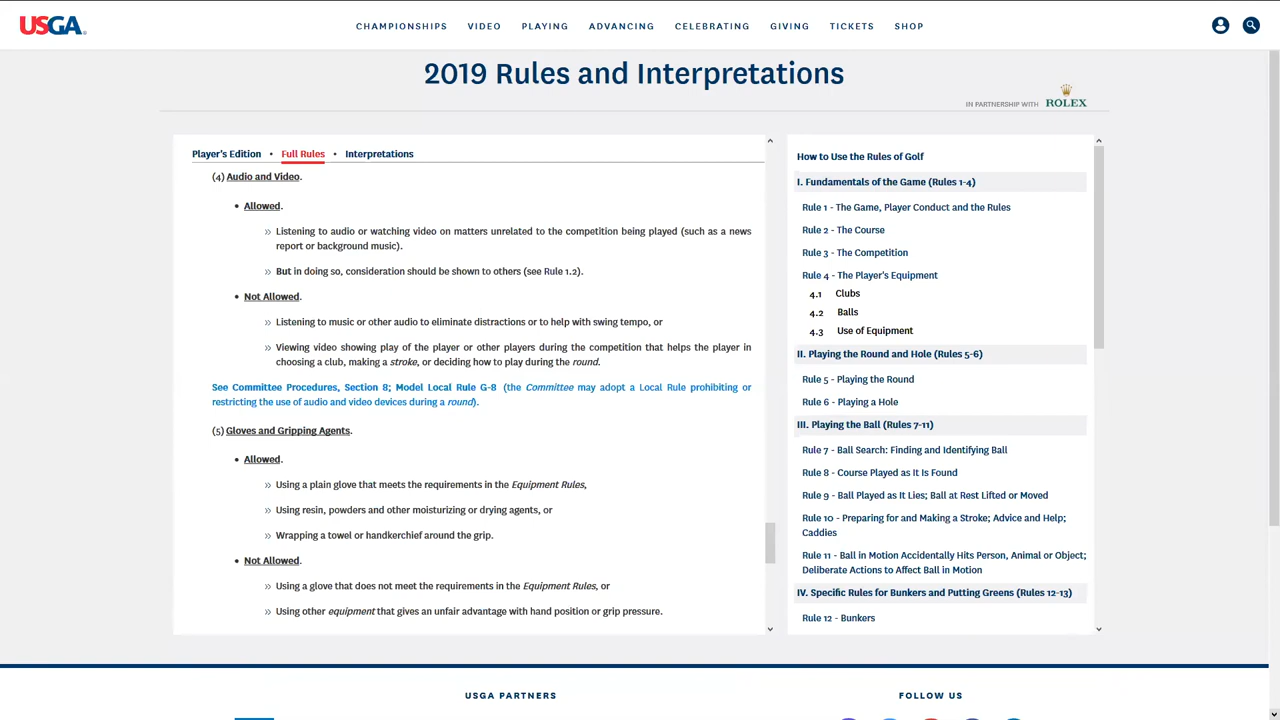 USGA
CHAMPIONSHIPS VIDEO PLAYING ADVANCING CELEBRATING GIVING TICKETS SHOP
2019 Rules and Interpretations
IN PARTNERSHIP WITH ROLEX
Player's Edition • Full Rules • Interpretations
(4) Audio and Video.
• Allowed.
» Listening to audio or watching video on matters unrelated to the competition being played (such as a news
report or background music).
» But in doing so, consideration should be shown to others (see Rule 1.2).
• Not Allowed.
» Listening to music or other audio to eliminate distractions or to help with swing tempo, or
» Viewing video showing play of the player or other players during the competition that helps the player in
choosing a club, making a stroke, or deciding how to play during the round.
See Committee Procedures, Section 8; Model Local Rule G-8 (the Committee may adopt a Local Rule prohibiting or
restricting the use of audio and video devices during a round).
(5) Gloves and Gripping Agents.
• Allowed.
» Using a plain glove that meets the requirements in the Equipment Rules,
» Using resin, powders and other moisturizing or drying agents, or
» Wrapping a towel or handkerchief around the grip.
• Not Allowed.
» Using a glove that does not meet the requirements in the Equipment Rules, or
» Using other equipment that gives an unfair advantage with hand position or grip pressure.
How to Use the Rules of Golf
I. Fundamentals of the Game (Rules 1-4)
Rule 1 - The Game, Player Conduct and the Rules
Rule 2 - The Course
Rule 3 - The Competition
Rule 4 - The Player's Equipment
4.1 Clubs
4.2 Balls
4.3 Use of Equipment
II. Playing the Round and Hole (Rules 5-6)
Rule 5 - Playing the Round
Rule 6 - Playing a Hole
III. Playing the Ball (Rules 7-11)
Rule 7 - Ball Search: Finding and Identifying Ball
Rule 8 - Course Played as It Is Found
Rule 9 - Ball Played as It Lies; Ball at Rest Lifted or Moved
Rule 10 - Preparing for and Making a Stroke; Advice and Help;
Caddies
Rule 11 - Ball in Motion Accidentally Hits Person, Animal or Object;
Deliberate Actions to Affect Ball in Motion
IV. Specific Rules for Bunkers and Putting Greens (Rules 12-13)
Rule 12 - Bunkers
USGA PARTNERS
FOLLOW US